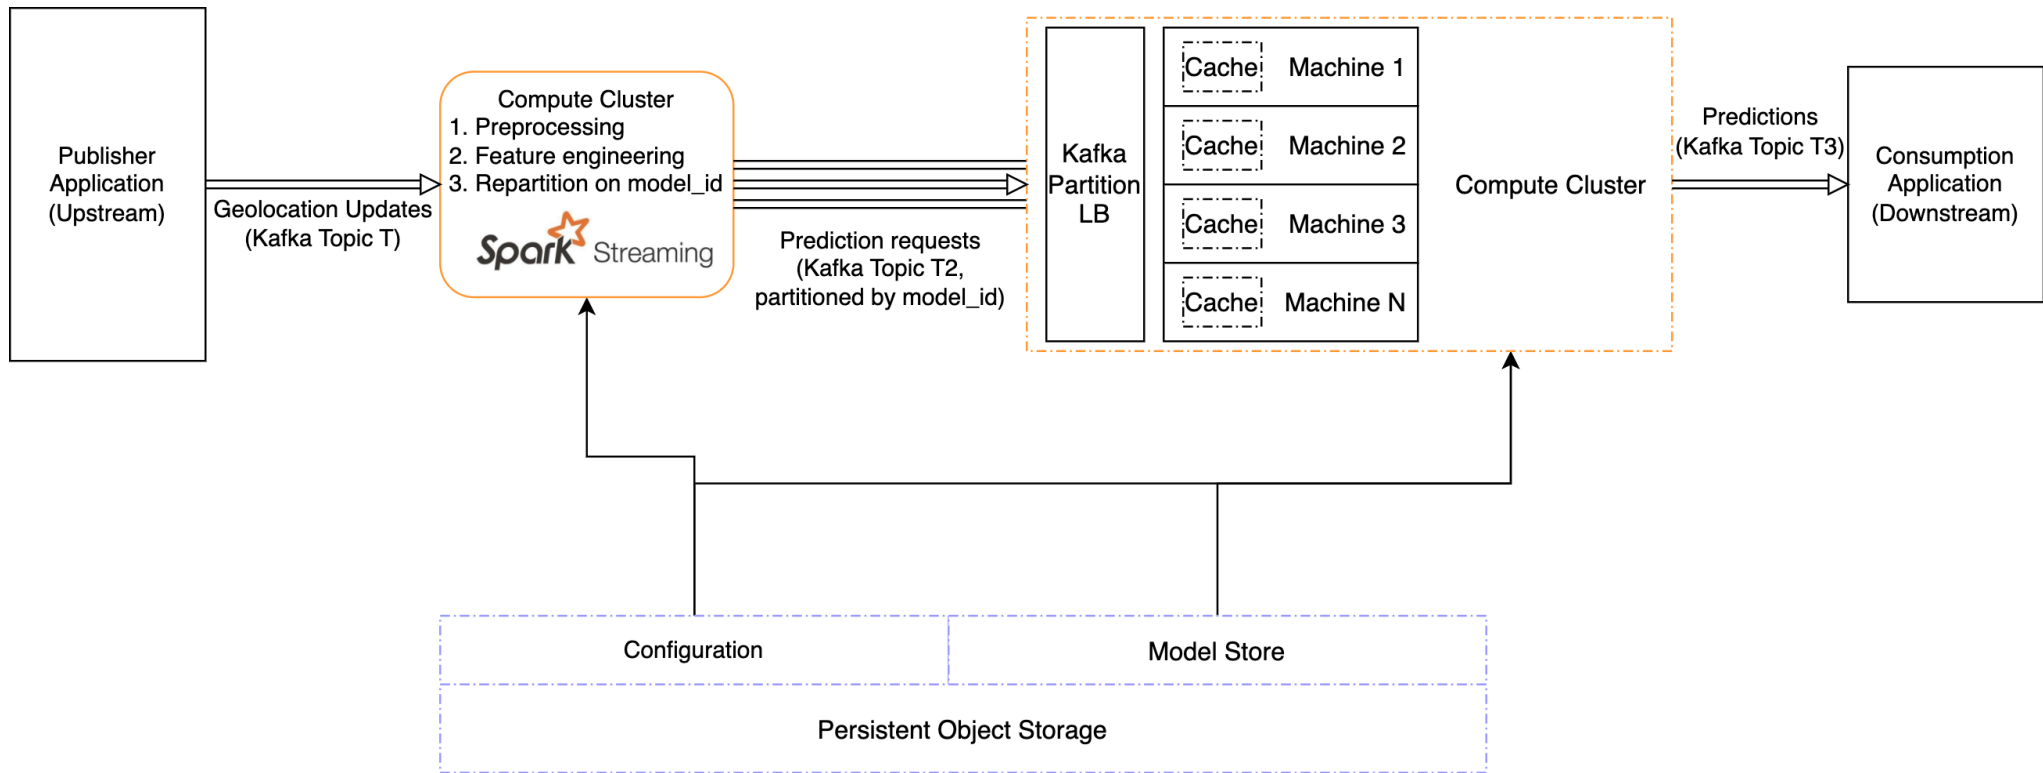 Publisher
Application
(Upstream)
Geolocation Updates
(Kafka Topic T)
Compute Cluster
1. Preprocessing
2. Feature engineering
3. Repartition on model_id
Spark Streaming
Prediction requests
(Kafka Topic T2,
partitioned by model_id)
Kafka
Partition
LB
Cache Machine 1
Cache Machine 2
Cache Machine 3
Cache Machine N
Compute Cluster
Predictions
(Kafka Topic T3)
Consumption
Application
(Downstream)
Configuration
Model Store
Persistent Object Storage